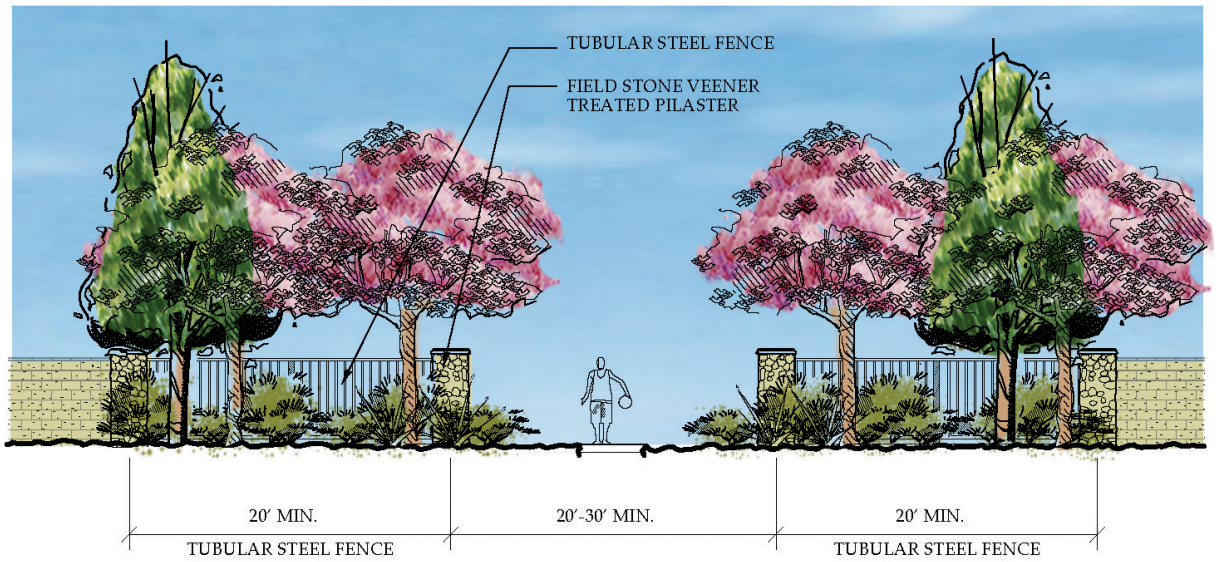 TUBULAR STEEL FENCE
FIELD STONE VEENER
TREATED PILASTER
20' MIN.
20'-30' MIN.
20' MIN.
TUBULAR STEEL FENCE
TUBULAR STEEL FENCE